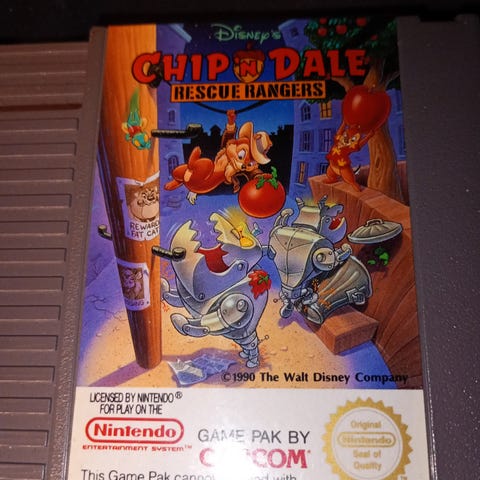 Disney's
CHIP 'N DALE
RESCUE RANGERS
REWARD
FAT CAT
©1990 The Walt Disney Company
LICENSED BY NINTENDO®
FOR PLAY ON THE
Nintendo®
ENTERTAINMENT SYSTEM™
GAME PAK BY
CAPCOM
Original
Nintendo
Seal of
Quality
This Game Pak
with